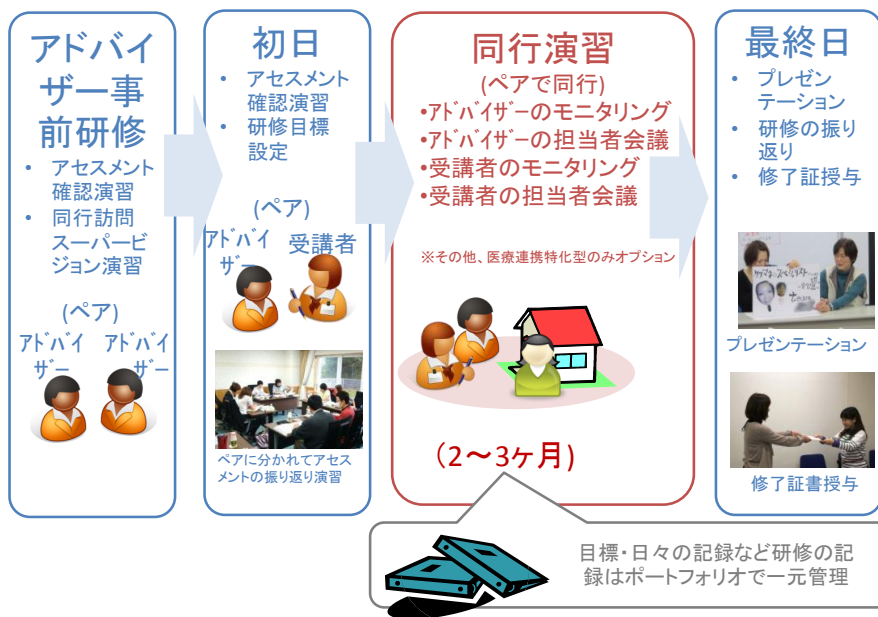 アドバイ
ザー事
前研修
• アセスメント
確認演習
• 同行訪問
スーパービ
ジョン演習
(ペア)
ｱﾄﾞﾊﾞｲ ｱﾄﾞﾊﾞｲ
ｻﾞｰ ｻﾞｰ
初日
• アセスメント
確認演習
• 研修目標
設定
(ペア)
ｱﾄﾞﾊﾞｲ 受講者
ｻﾞｰ
ペアに分かれてアセス
メントの振り返り演習
同行演習
(ペアで同行)
•ｱﾄﾞﾊﾞｲｻﾞｰのモニタリング
•ｱﾄﾞﾊﾞｲｻﾞｰの担当者会議
•受講者のモニタリング
•受講者の担当者会議
※その他、医療連携特化型のみオプション
(2～3ヶ月)
最終日
• プレゼン
テーション
• 研修の振り
返り
• 修了証授与
プレゼンテーション
修了証書授与
目標・日々の記録など研修の記
録はポートフォリオで一元管理